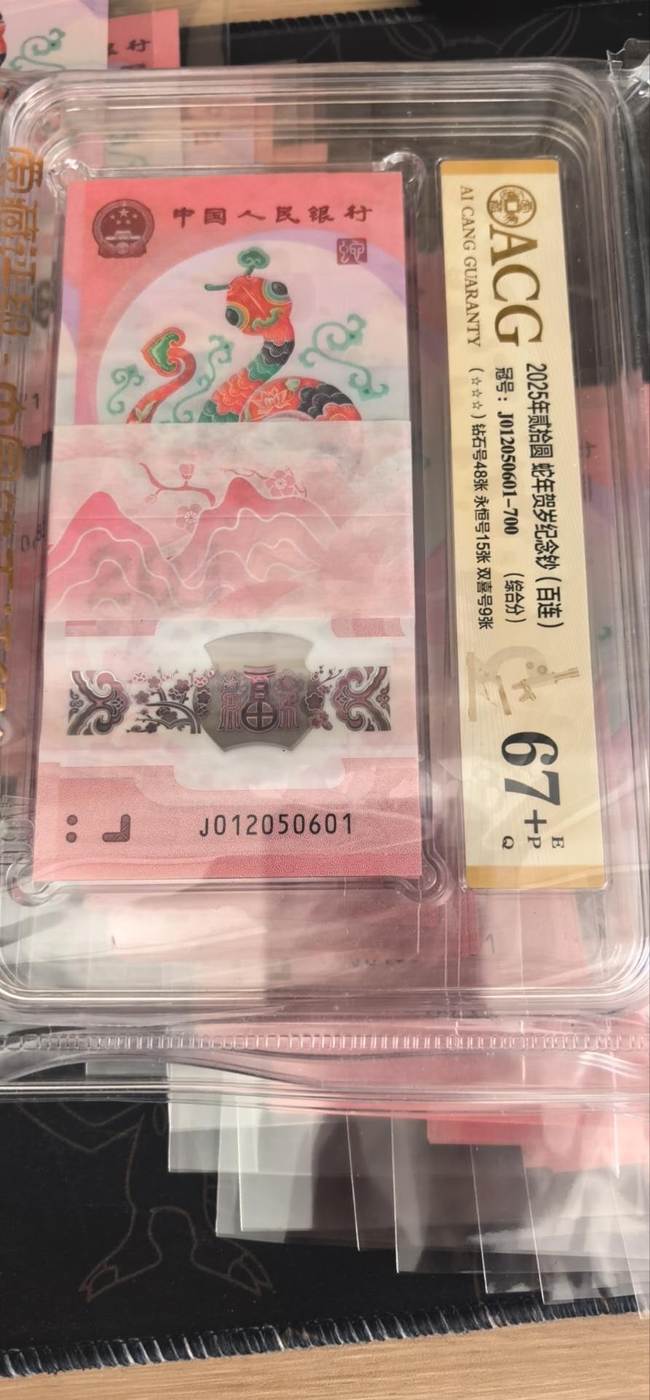 中国人民银行
福
J012050601
ACG
AI CANG GUARANTY
2025年贰拾圆 蛇年贺岁纪念钞（百连）
冠号：J012050601-700 （综合分）
（☆☆☆）钻石号48张 永恒号15张 双喜号9张
67+
E
P
Q